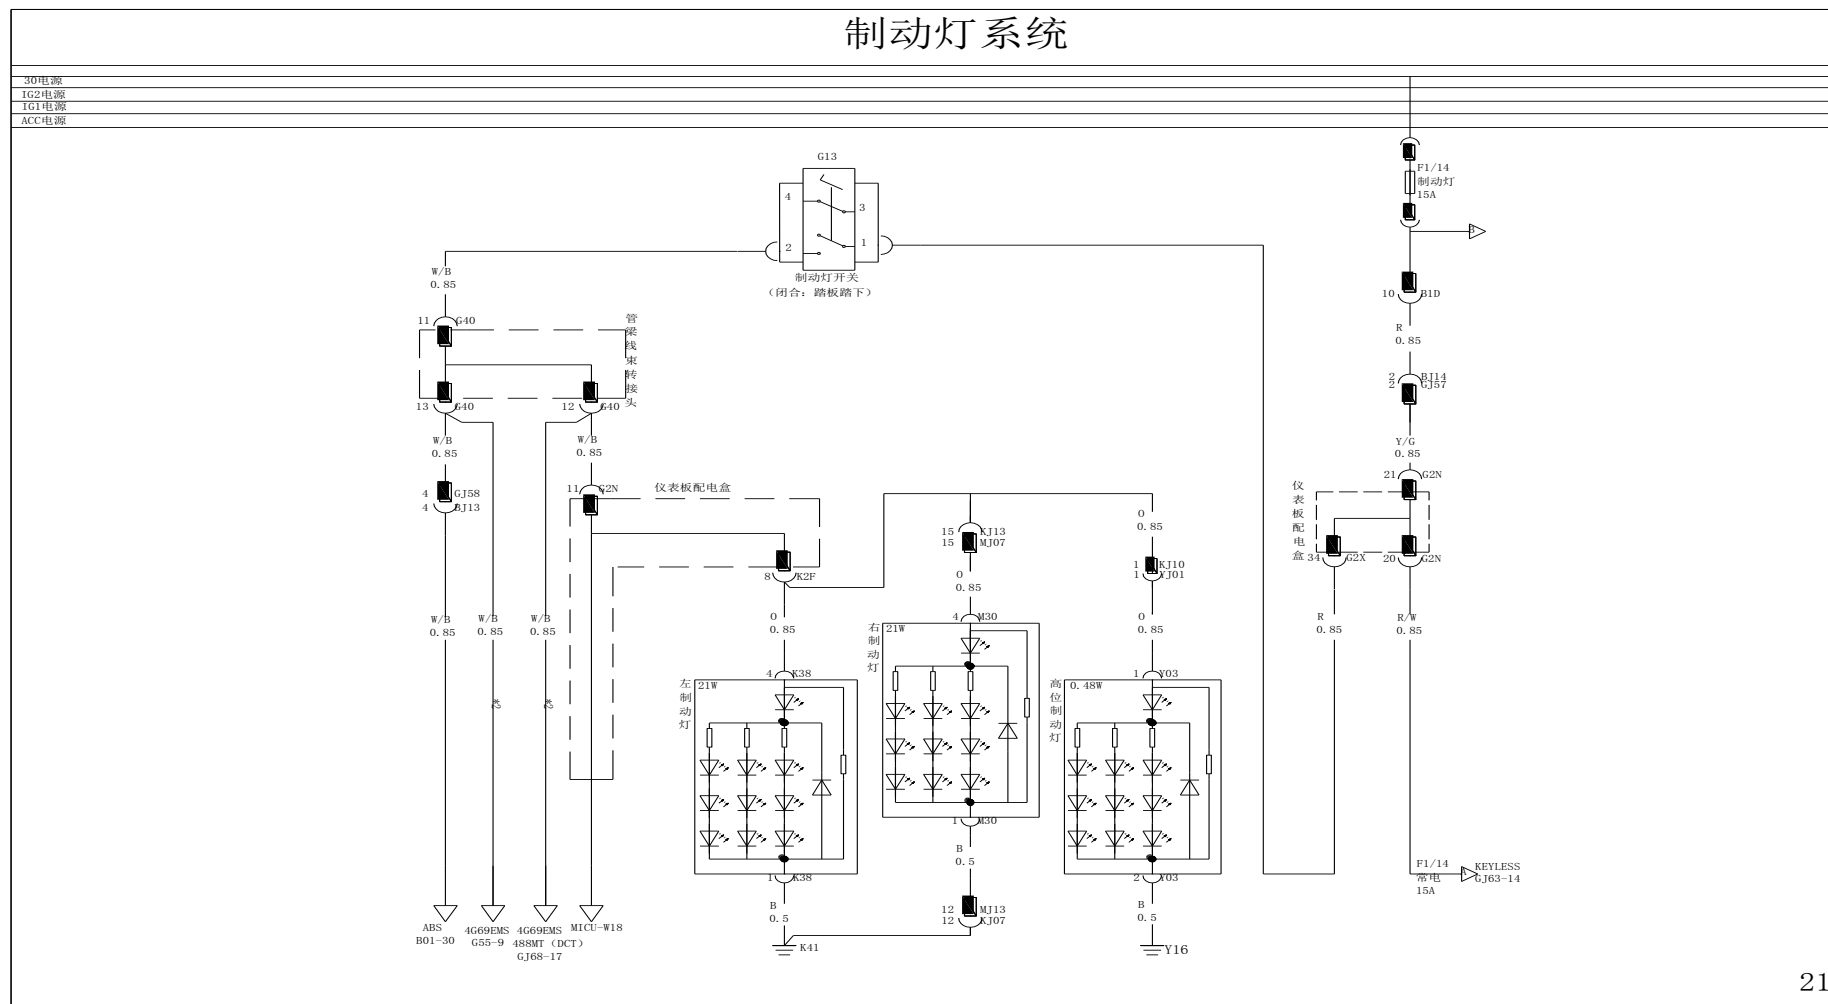 制动灯系统
30电源
IG2电源
IG1电源
ACC电源
G13
4
3
2
1
制动灯开关
（闭合：踏板踏下）
F1/14
制动灯
15A
B
10
B1D
R
0.85
2
BJ14
2
GJ57
Y/G
0.85
21
G2N
仪表板配电盒
34
G2X
20
G2N
R
0.85
R/W
0.85
F1/14
常电
15A
A
KEYLESS
GJ63-14
W/B
0.85
11
G40
管梁线束转接头
13
G40
12
G40
W/B
0.85
W/B
0.85
4
GJ58
4
BJ13
11
G2N
仪表板配电盒
8
K2F
W/B
0.85
W/B
0.85
W/B
0.85
*2
*2
O
0.85
左制动灯
21W
4
K38
1
K38
B
0.5
K41
15
KJ13
15
MJ07
O
0.85
4
M30
右制动灯
21W
1
M30
B
0.5
12
MJ13
12
KJ07
O
0.85
1
KJ10
1
YJ01
O
0.85
1
Y03
高位制动灯
0.48W
2
Y03
B
0.5
Y16
ABS
B01-30
4G69EMS
G55-9
4G69EMS
488MT（DCT）
GJ68-17
MICU-W18
21